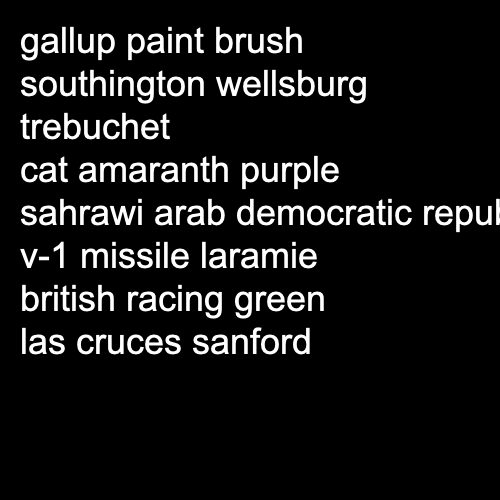 gallup paint brush
southington wellsburg
trebuchet
cat amaranth purple
sahrawi arab democratic
v-1 missile laramie
british racing green
las cruces sanford